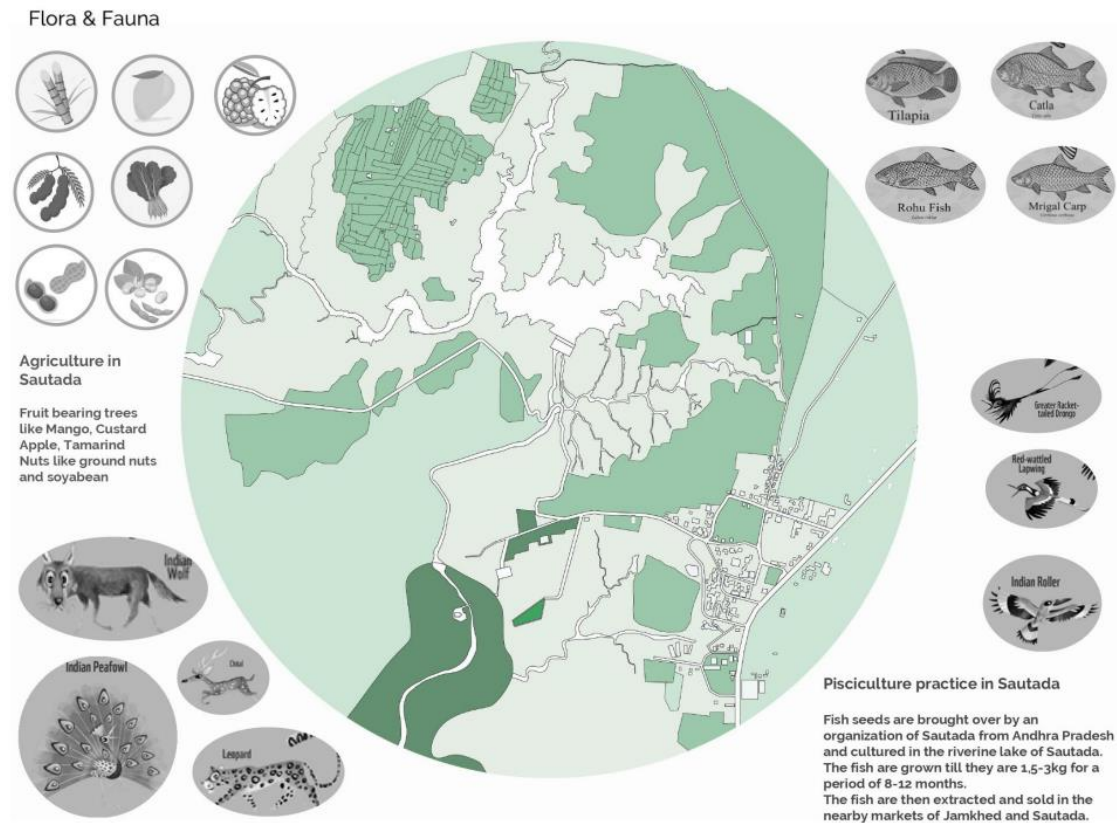 Flora & Fauna
Tilapia
Catla
Rohu Fish
Mrigal Carp
Agriculture in
Sautada
Fruit bearing trees
like Mango, Custard
Apple, Tamarind
Nuts like ground nuts
and soyabean
Greater Racket-
tailed Drongo
Red-wattled
Lapwing
Indian Roller
Indian
Wolf
Indian Peafowl
Chital
Leopard
Pisciculture practice in Sautada
Fish seeds are brought over by an
organization of Sautada from Andhra Pradesh
and cultured in the riverine lake of Sautada.
The fish are grown till they are 1,5-3kg for a
period of 8-12 months.
The fish are then extracted and sold in the
nearby markets of Jamkhed and Sautada.